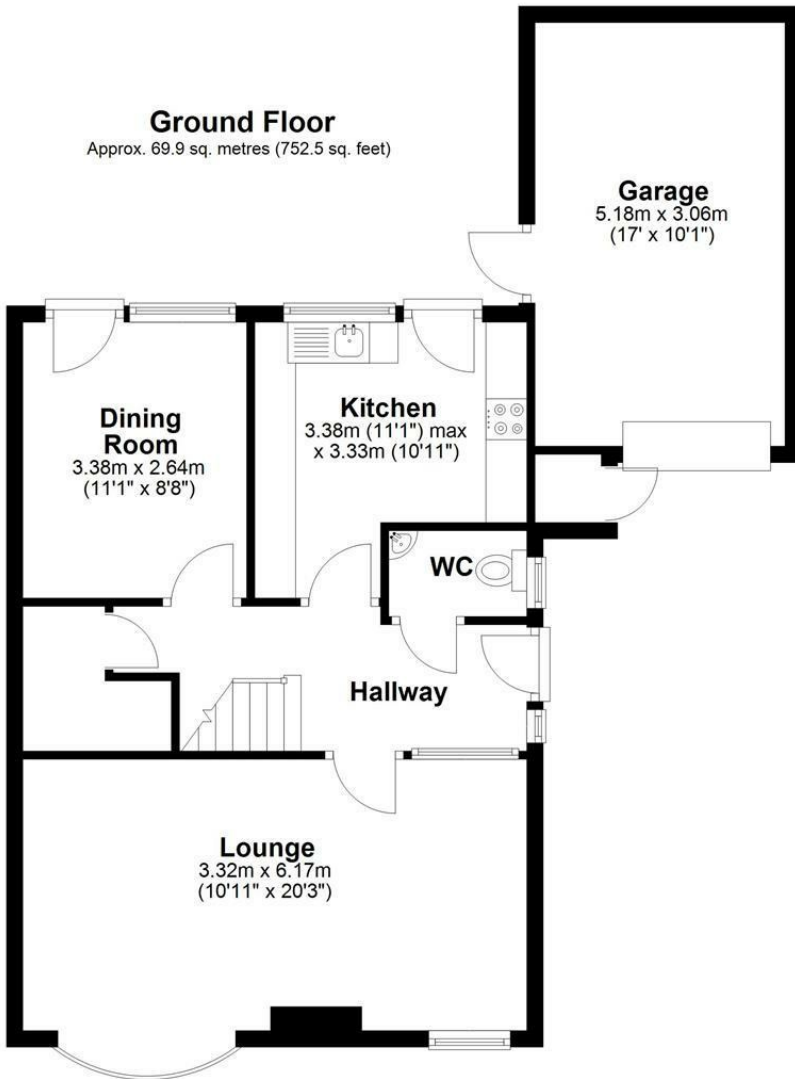 Ground Floor
Approx. 69.9 sq. metres (752.5 sq. feet)
Garage
5.18m x 3.06m
(17' x 10'1")
Dining
Room
3.38m x 2.64m
(11'1" x 8'8")
Kitchen
3.38m (11'1") max
x 3.33m (10'11")
WC
Hallway
Lounge
3.32m x 6.17m
(10'11" x 20'3")